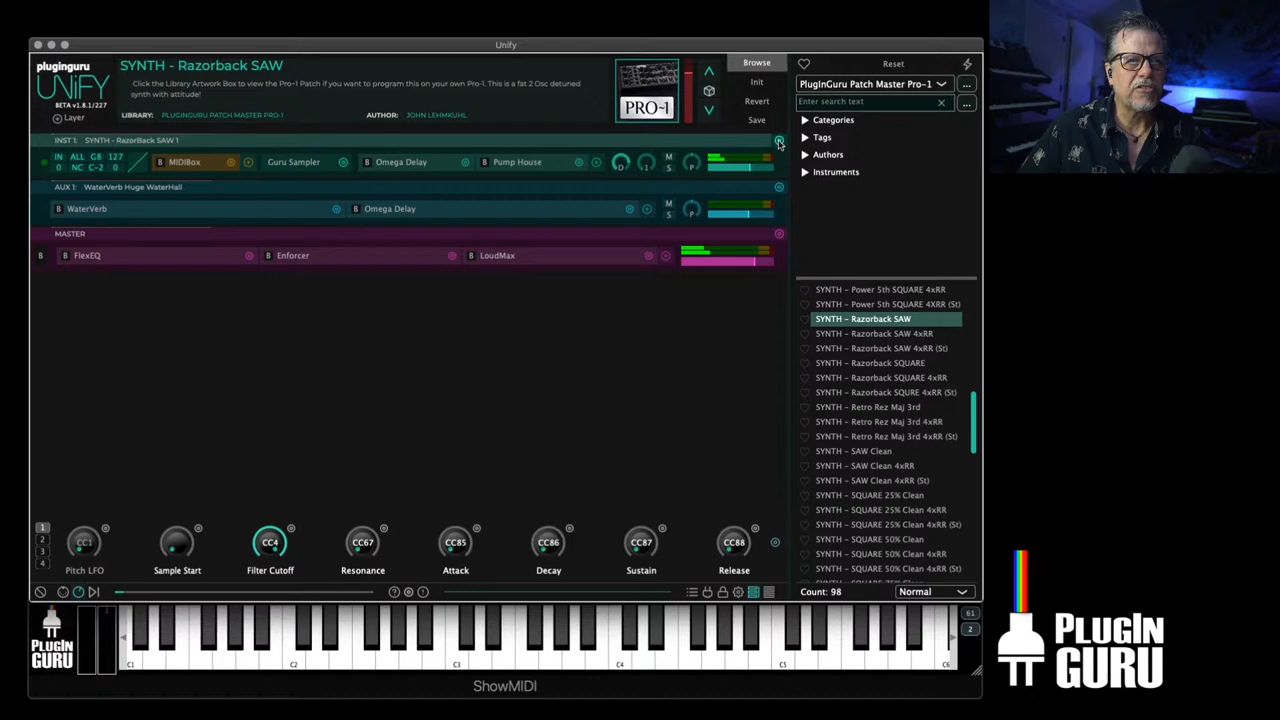 Unify
pluginguru
UNIFY
BETA v1.8.1/227
Layer
SYNTH - Razorback SAW
Click the Library Artwork Box to view the Pro-1 Patch if you want to program this on your own Pro-1. This is a fat 2 Osc detuned
synth with attitude!
LIBRARY: PLUGINGURU PATCH MASTER PRO-1 AUTHOR: JOHN LEHMKUHL
PRO~1
Browse
Init
Revert
Save
Reset
PlugInGuru Patch Master Pro-1
...
Enter search text
...
Categories
Tags
Authors
Instruments
INST 1: SYNTH - RazorBack SAW 1
IN ALL G8 127
0 NC C-2 0
B MIDIBox
Guru Sampler
B Omega Delay
B Pump House
D
1
M
S
P
AUX 1: WaterVerb Huge WaterHall
B WaterVerb
B Omega Delay
M
S
P
MASTER
B
B FlexEQ
B Enforcer
B LoudMax
SYNTH - Power 5th SQUARE 4xRR
SYNTH - Power 5th SQUARE 4XRR (St)
SYNTH - Razorback SAW
SYNTH - Razorback SAW 4xRR
SYNTH - Razorback SAW 4xRR (St)
SYNTH - Razorback SQUARE
SYNTH - Razorback SQUARE 4xRR
SYNTH - Razorback SQURE 4xRR (St)
SYNTH - Retro Rez Maj 3rd
SYNTH - Retro Rez Maj 3rd 4xRR
SYNTH - Retro Rez Maj 3rd 4xRR (St)
SYNTH - SAW Clean
SYNTH - SAW Clean 4xRR
SYNTH - SAW Clean 4xRR (St)
SYNTH - SQUARE 25% Clean
SYNTH - SQUARE 25% Clean 4xRR
SYNTH - SQUARE 25% Clean 4xRR (St)
SYNTH - SQUARE 50% Clean
SYNTH - SQUARE 50% Clean 4xRR
SYNTH - SQUARE 50% Clean 4xRR (St)
1
2
3
4
CC1 CC4 CC67 CC85 CC86 CC87 CC88
Pitch LFO Sample Start Filter Cutoff Resonance Attack Decay Sustain Release
Count: 98 Normal
PLUGIN
GURU
C1 C2 C3 C4 C5 C6
61
2
ShowMIDI
PLUGIN
GURU